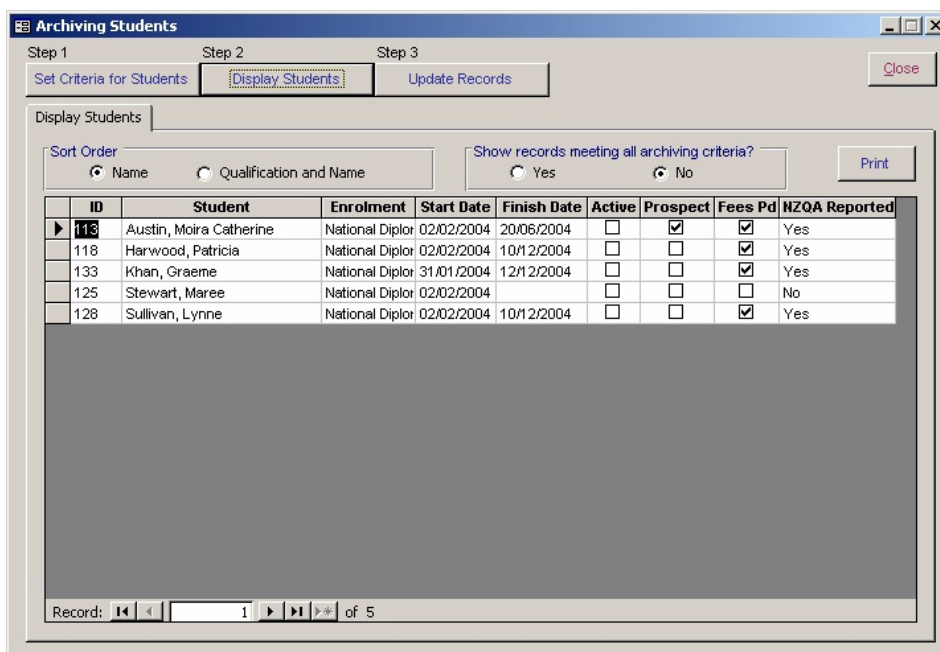 Archiving Students
Step 1 Step 2 Step 3
Set Criteria for Students Display Students Update Records Close
Display Students
Sort Order Show records meeting all archiving criteria?
Name Qualification and Name Yes No Print
ID Student Enrolment Start Date Finish Date Active Prospect Fees Pd NZQA Reported
113 Austin, Moira Catherine National Diplor 02/02/2004 20/06/2004 Yes
118 Harwood, Patricia National Diplor 02/02/2004 10/12/2004 Yes
133 Khan, Graeme National Diplor 31/01/2004 12/12/2004 Yes
125 Stewart, Maree National Diplor 02/02/2004 No
128 Sullivan, Lynne National Diplor 02/02/2004 10/12/2004 Yes
Record: 1 of 5